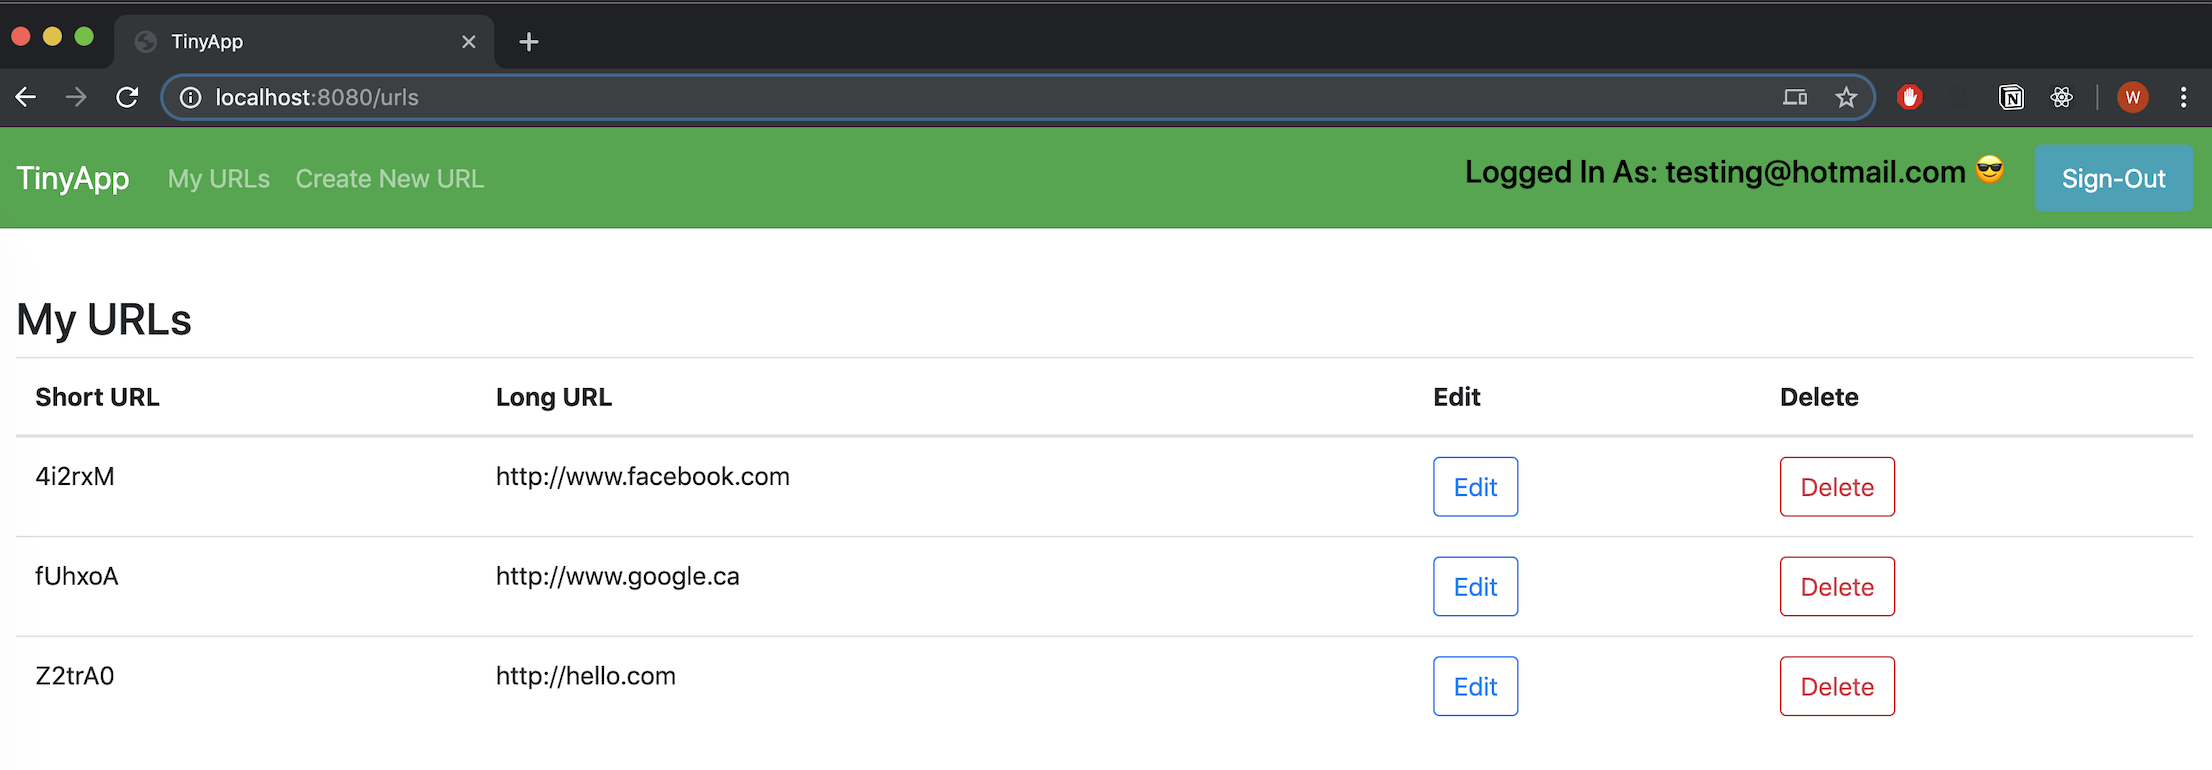 TinyApp
localhost:8080/urls
W
TinyApp My URLs Create New URL Logged In As: testing@hotmail.com 😎 Sign-Out
My URLs
Short URL Long URL Edit Delete
4i2rxM http://www.facebook.com Edit Delete
fUhxoA http://www.google.ca Edit Delete
Z2trA0 http://hello.com Edit Delete